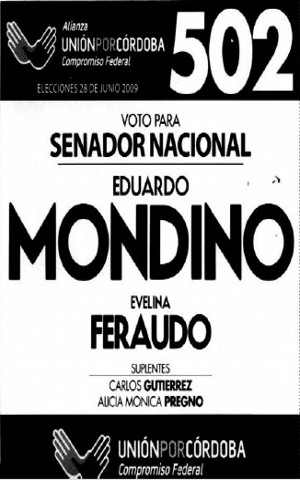 Alianza
UNIÓNPORCÓRDOBA
Compromiso Federal
502
ELECCIONES 28 DE JUNIO 2009
VOTO PARA
SENADOR NACIONAL
EDUARDO
MONDINO
EVELINA
FERAUDO
SUPLENTES
CARLOS GUTIERREZ
ALICIA MONICA PREGNO
UNIÓNPORCÓRDOBA
Compromiso Federal